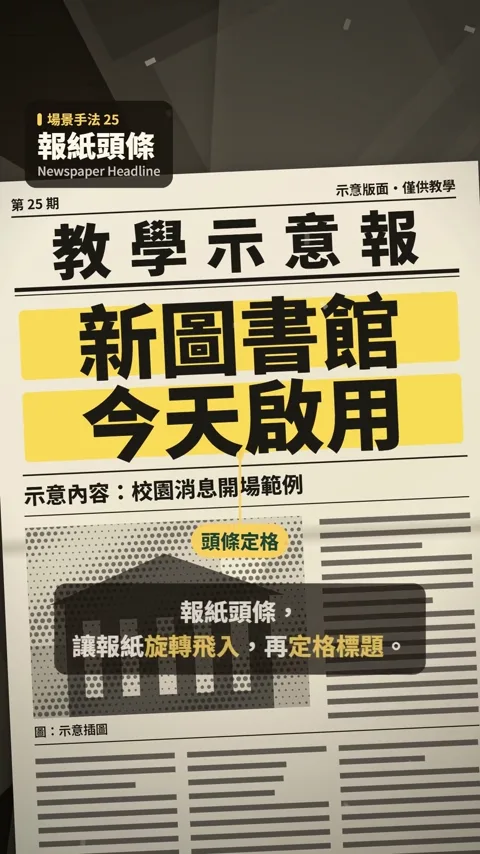 場景手法 25
報紙頭條
Newspaper Headline
第 25 期
示意版面・僅供教學
教學示意報
新圖書館
今天啟用
示意內容：校園消息開場範例
頭條定格
報紙頭條，
讓報紙旋轉飛入，再定格標題。
圖：示意插圖